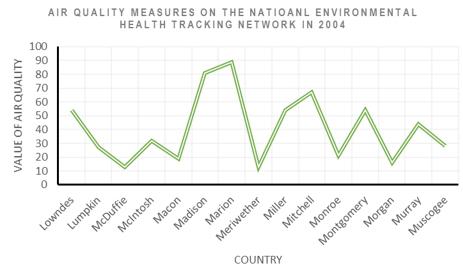 AIR QUALITY MEASURES ON THE NATIOANL ENVIRONMENTAL
HEALTH TRACKING NETWORK IN 2004
VALUE OF AIR QUALITY
100
90
80
70
60
50
40
30
20
10
0
Lowndes
Lumpkin
McDuffie
McIntosh
Macon
Madison
Marion
Meriwether
Miller
Mitchell
Monroe
Montgomery
Morgan
Murray
Muscogee
COUNTRY